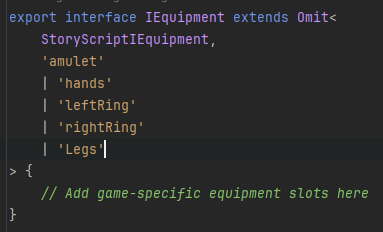 export interface IEquipment extends Omit<
StoryScriptIEquipment,
'amulet'
| 'hands'
| 'leftRing'
| 'rightRing'
| 'Legs'
> {
// Add game-specific equipment slots here
}